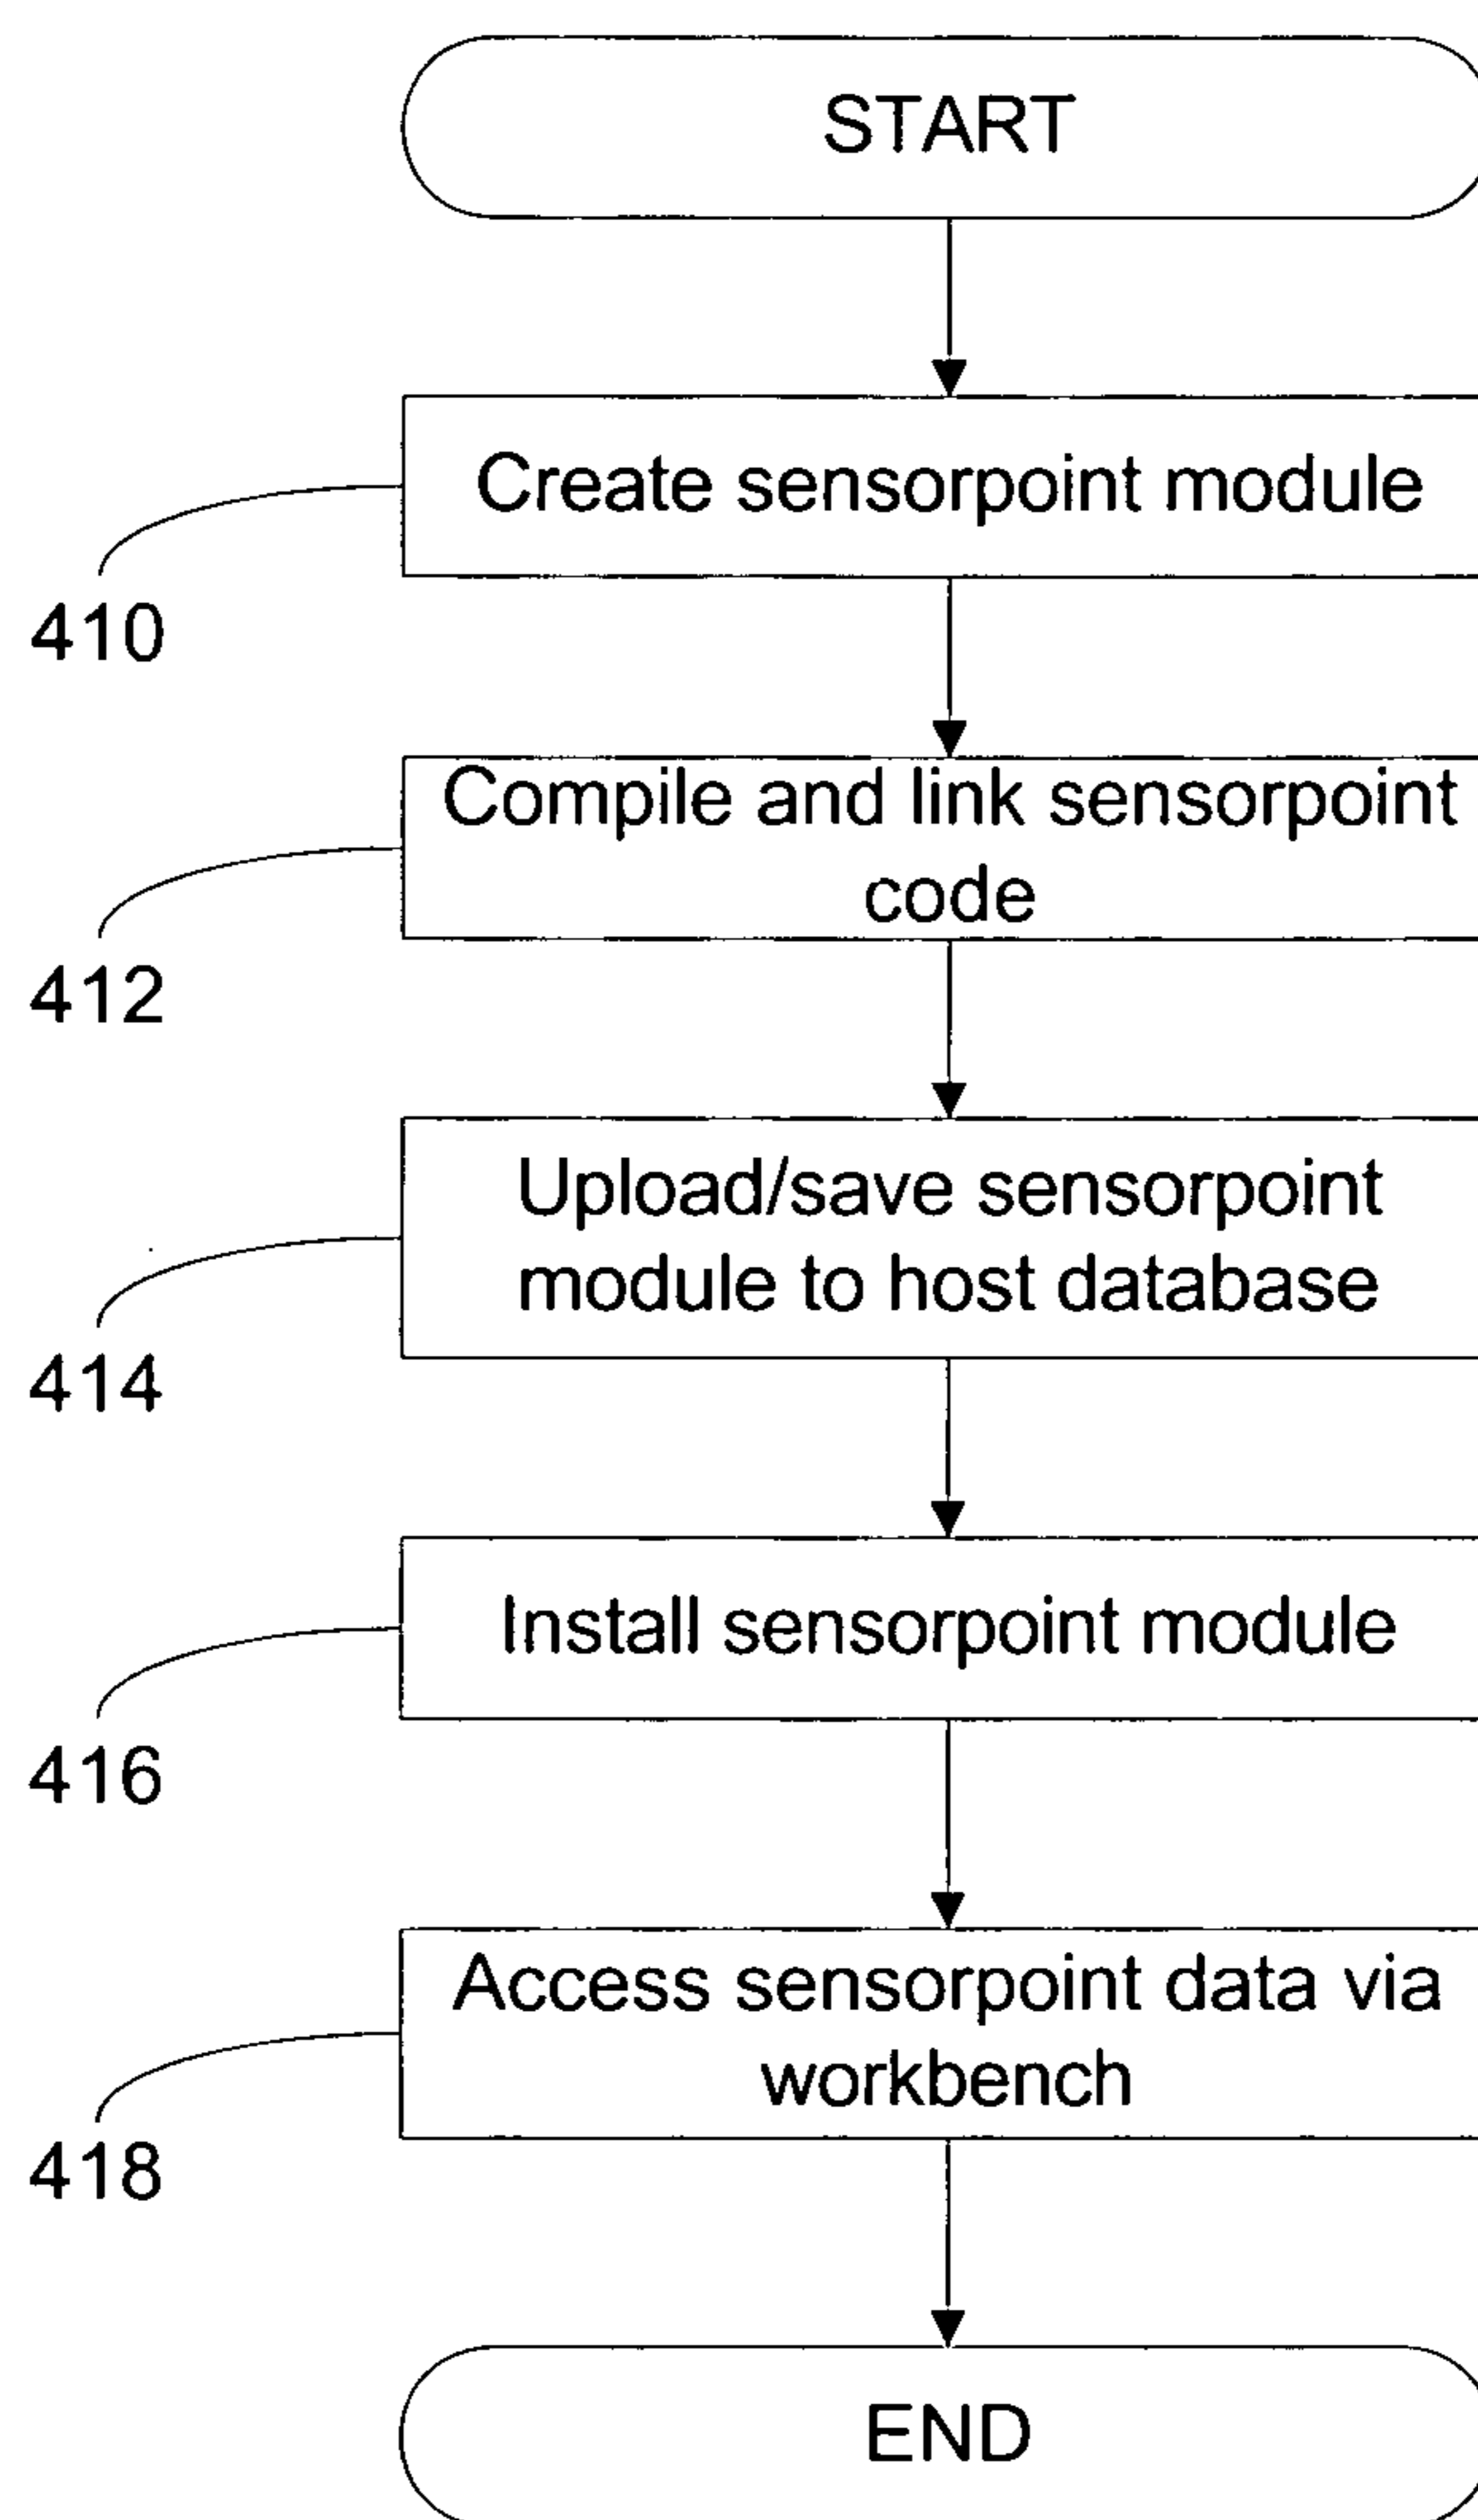 START
Create sensorpoint module
410
Compile and link sensorpoint
code
412
Upload/save sensorpoint
module to host database
414
Install sensorpoint module
416
Access sensorpoint data via
workbench
418
END